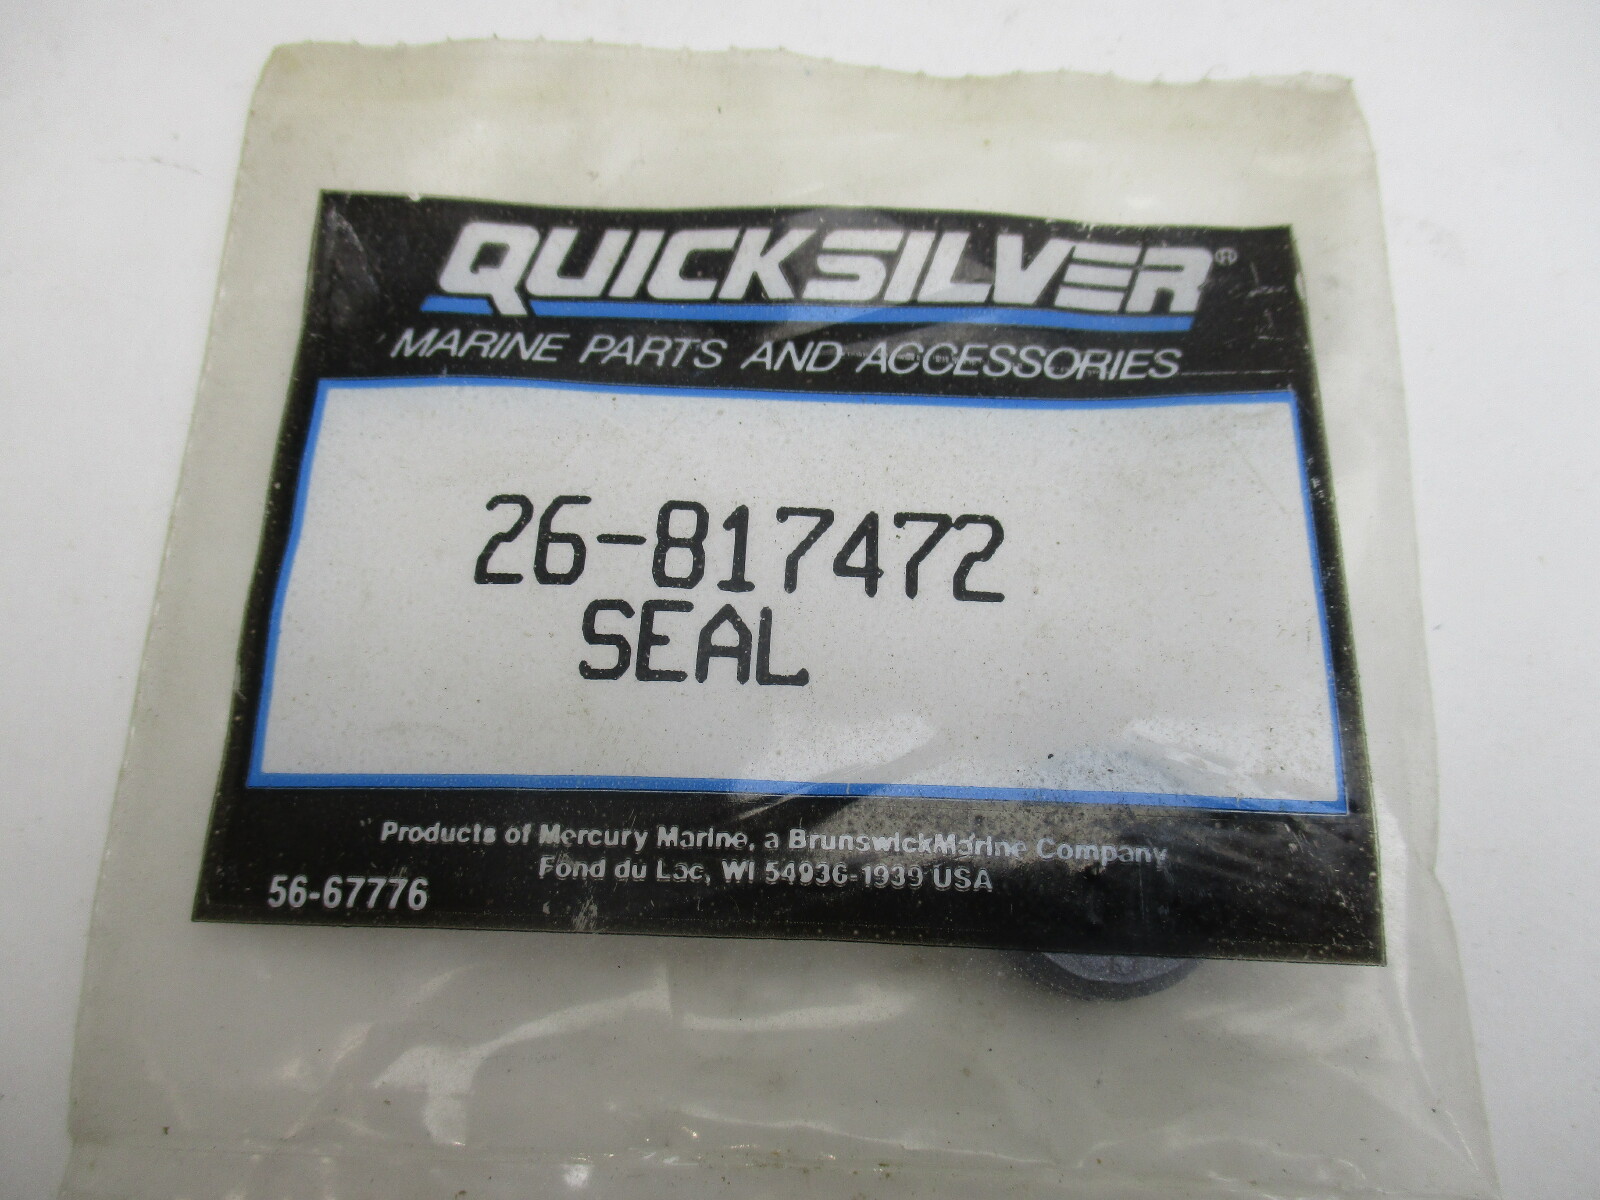 QUICKSILVER®
MARINE PARTS AND ACCESSORIES
26-817472
SEAL
Products of Mercury Marine, a BrunswickMarine Company
Fond du Lac, WI 54936-1939 USA
56-67776